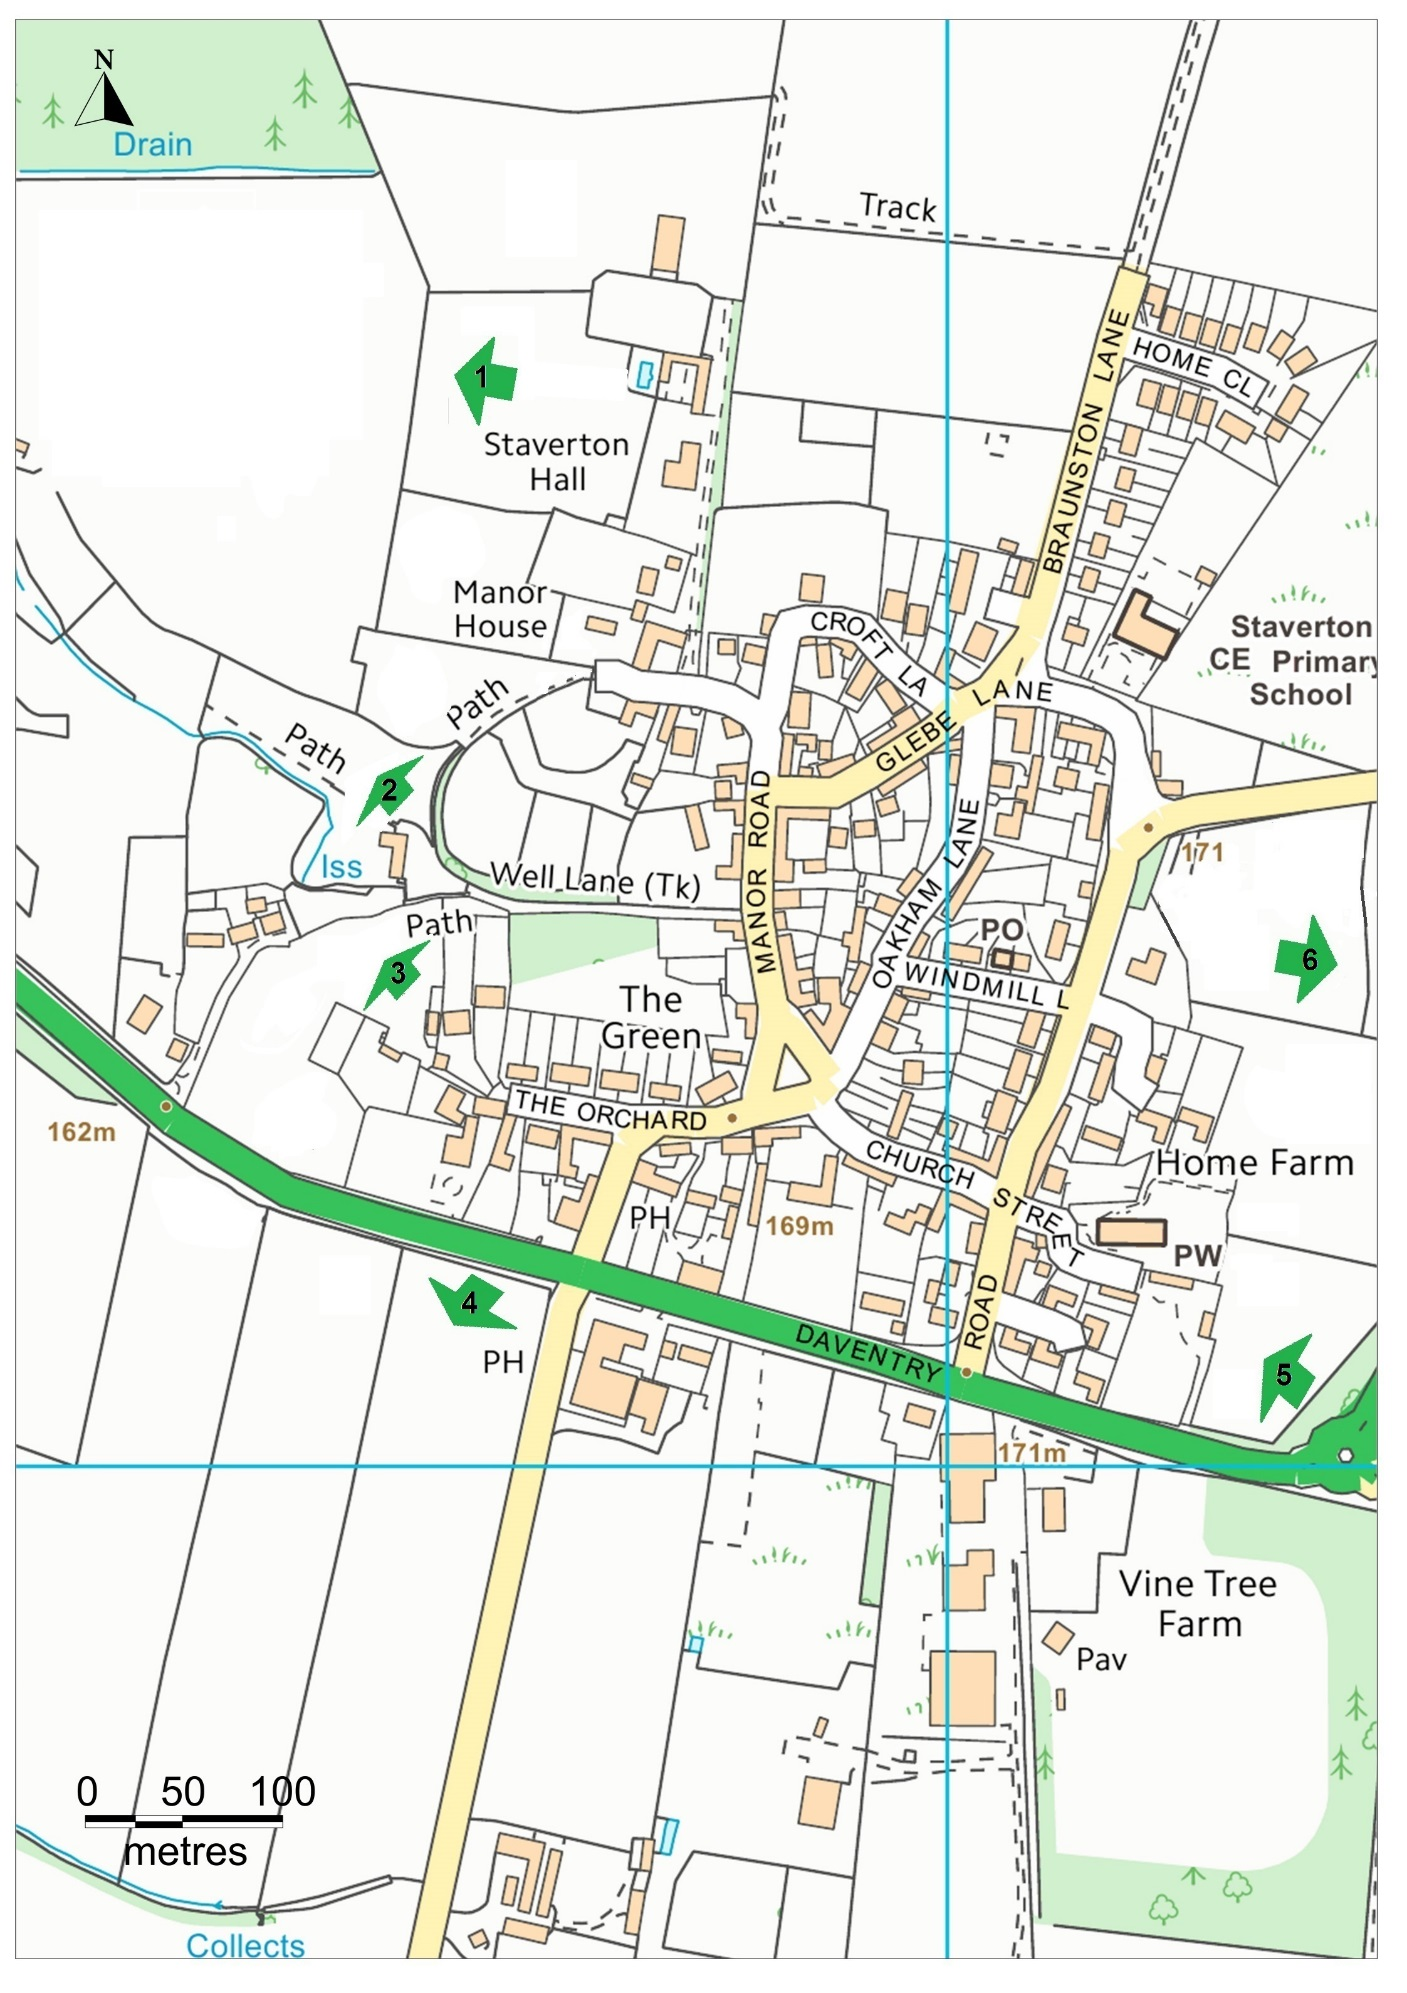 N
Drain
Track
BRAUNSTON LANE
HOME CL
1
Staverton
Hall
Manor
House
CROFT LA
Staverton
CE Primary
School
Path
GLEBE LANE
Path
2
MANOR ROAD
OAKHAM LANE
171
Iss
Well Lane (Tk)
Path
PO
3
WINDMILL L
6
The
Green
THE ORCHARD
162m
CHURCH STREET
Home Farm
PH
169m
PW
4
DAVENTRY ROAD
PH
5
171m
Vine Tree
Farm
Pav
0 50 100
metres
Collects